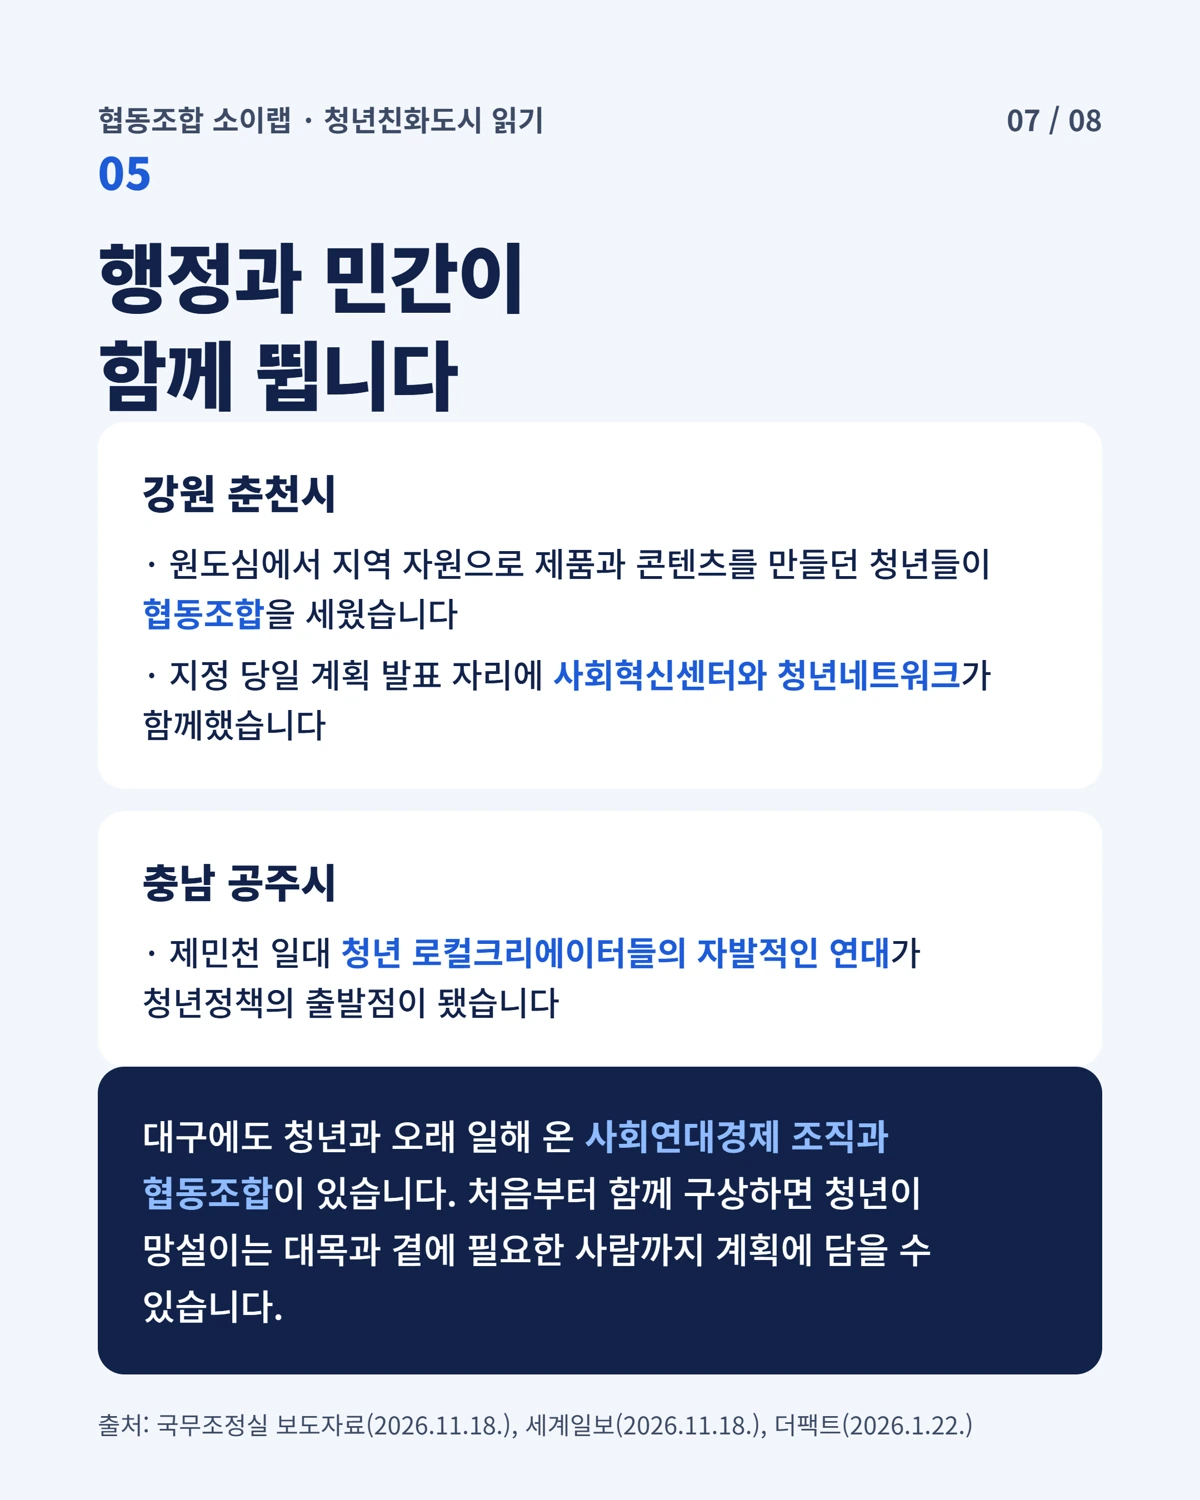 협동조합 소이랩 · 청년친화도시 읽기
07 / 08
05
행정과 민간이
함께 뜁니다
강원 춘천시
· 원도심에서 지역 자원으로 제품과 콘텐츠를 만들던 청년들이
협동조합을 세웠습니다
· 지정 당일 계획 발표 자리에 사회혁신센터와 청년네트워크가
함께했습니다
충남 공주시
· 제민천 일대 청년 로컬크리에이터들의 자발적인 연대가
청년정책의 출발점이 됐습니다
대구에도 청년과 오래 일해 온 사회연대경제 조직과
협동조합이 있습니다. 처음부터 함께 구상하면 청년이
망설이는 대목과 곁에 필요한 사람까지 계획에 담을 수
있습니다.
출처: 국무조정실 보도자료(2026.11.18.), 세계일보(2026.11.18.), 더팩트(2026.1.22.)